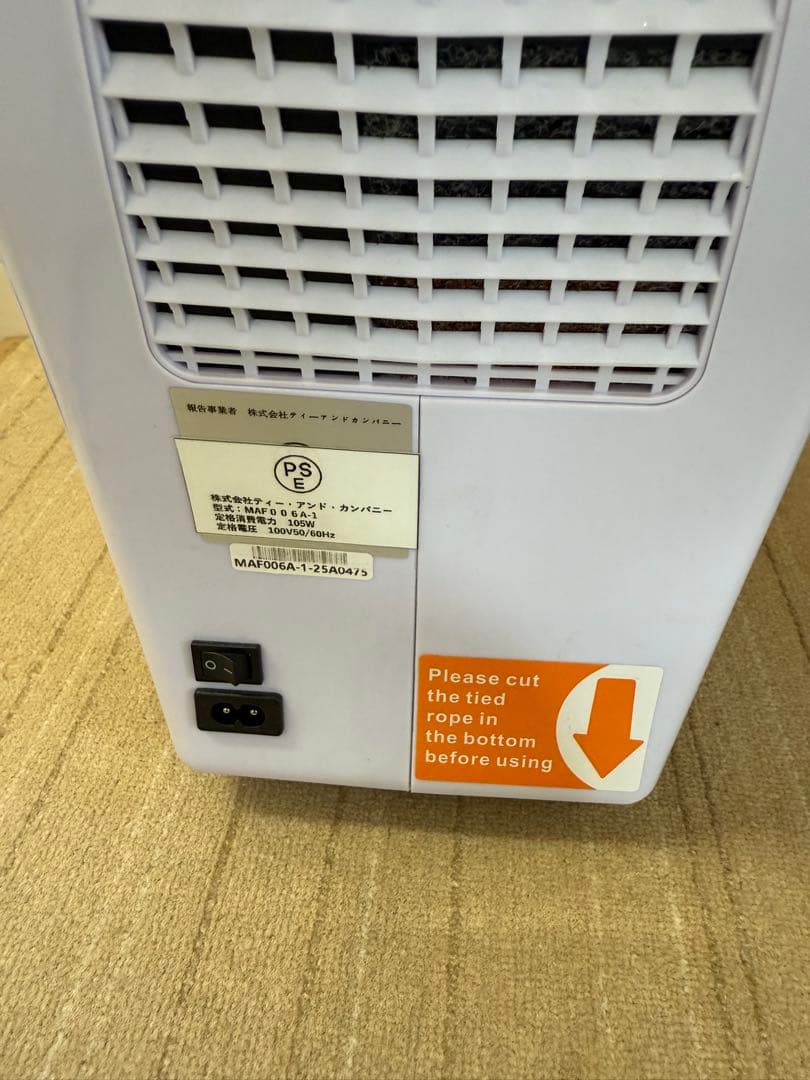 報告事業者 株式会社ティーアンドカンパニー
PS
E
株式会社ティー・アンド・カンパニー
型式：MAF００６A-1
定格消費電力 105W
定格電圧 100V50/60Hz
MAF006A-1-25A0475
Please cut
the tied
rope in
the bottom
before using